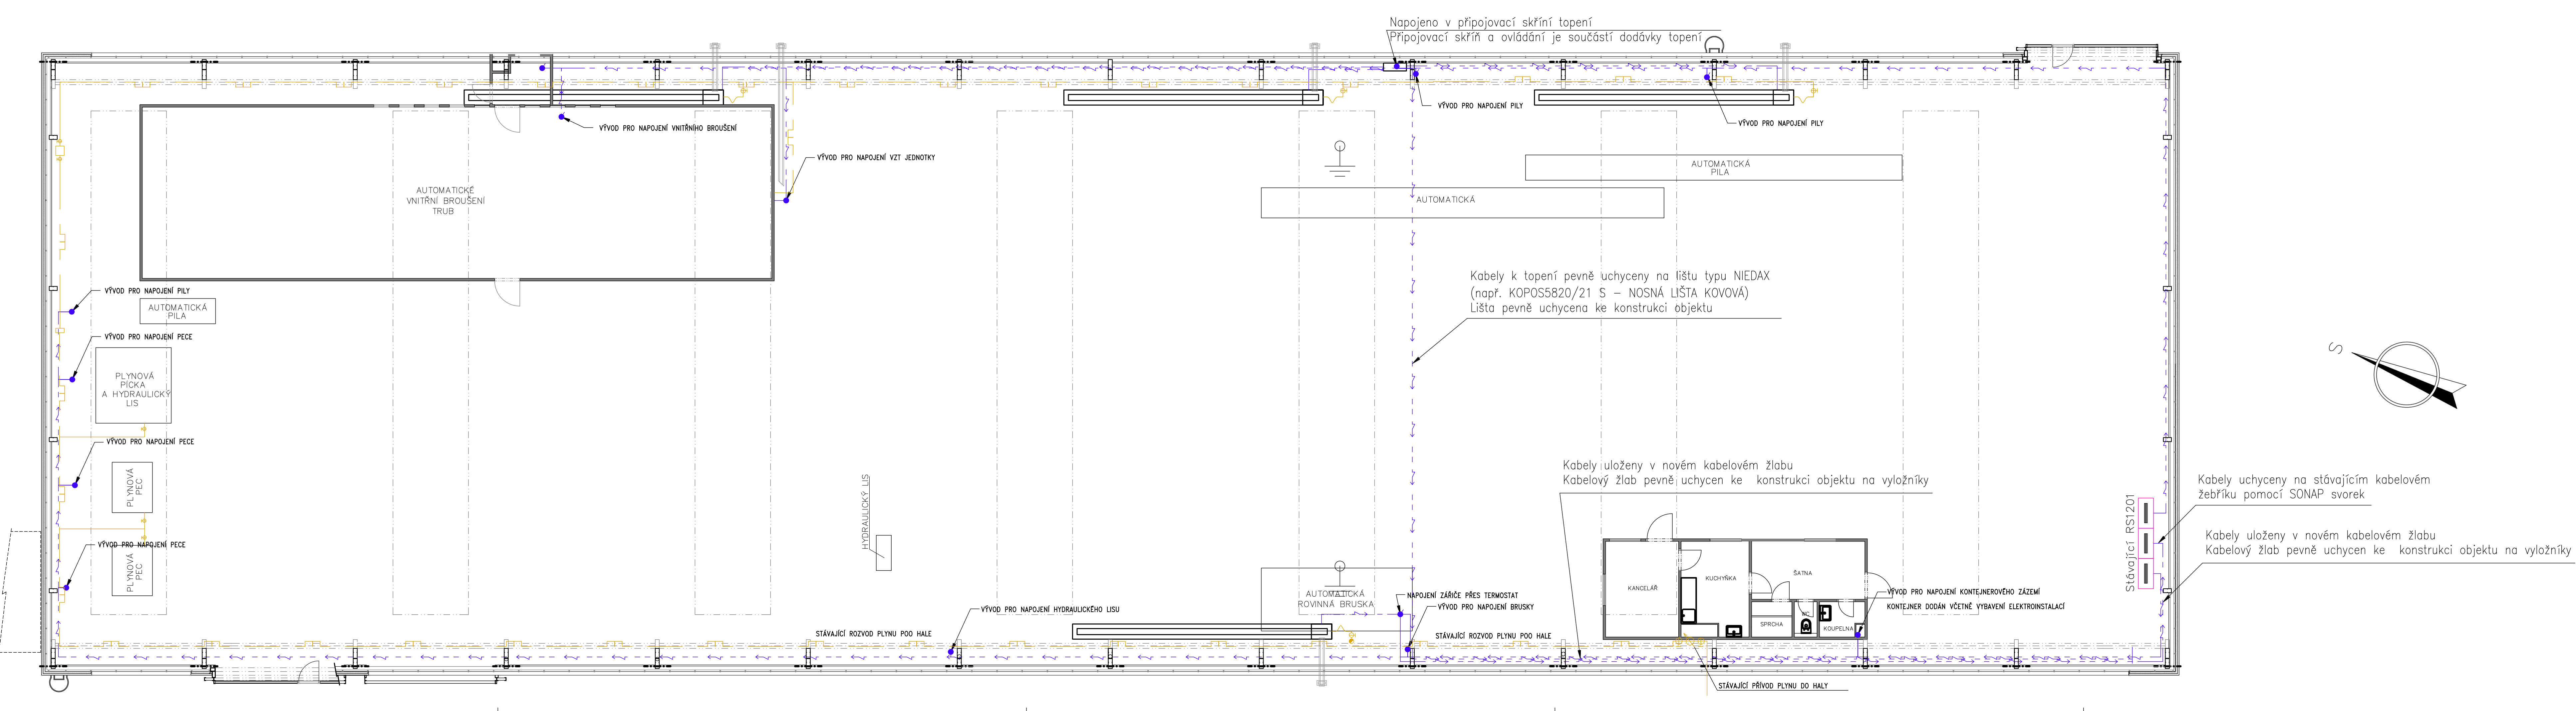 Napojeno v připojovací skříní topení
Připojovací skříň a ovládání je součástí dodávky topení
VÝVOD PRO NAPOJENÍ PILY
VÝVOD PRO NAPOJENÍ PILY
VÝVOD PRO NAPOJENÍ VNITŘNÍHO BROUŠENÍ
VÝVOD PRO NAPOJENÍ VZT JEDNOTKY
AUTOMATICKÁ
PILA
AUTOMATICKÉ
VNITŘNÍ BROUŠENÍ
TRUB
AUTOMATICKÁ
Kabely k topení pevně uchyceny na lištu typu NIEDAX
(např. KOPOS5820/21 S – NOSNÁ LIŠTA KOVOVÁ)
Lišta pevně uchycena ke konstrukci objektu
VÝVOD PRO NAPOJENÍ PILY
AUTOMATICKÁ
PILA
VÝVOD PRO NAPOJENÍ PECE
PLYNOVÁ
PÍCKA
A HYDRAULICKÝ
LIS
S
VÝVOD PRO NAPOJENÍ PECE
PLYNOVÁ
PEC
HYDRAULICKÝ LIS
Kabely uloženy v novém kabelovém žlabu
Kabelový žlab pevně uchycen ke konstrukci objektu na vyložníky
Stávající RS1201
Kabely uchyceny na stávajícím kabelovém
žebříku pomocí SONAP svorek
Kabely uloženy v novém kabelovém žlabu
Kabelový žlab pevně uchycen ke konstrukci objektu na vyložníky
VÝVOD PRO NAPOJENÍ PECE
PLYNOVÁ
PEC
KANCELÁŘ
KUCHYŇKA
ŠATNA
SPRCHA
WC
KOUPELNA
AUTOMATICKÁ
ROVINNÁ BRUSKA
NAPOJENÍ ZÁŘIČE PŘES TERMOSTAT
VÝVOD PRO NAPOJENÍ BRUSKY
VÝVOD PRO NAPOJENÍ KONTEJNEROVÉHO ZÁZEMÍ
KONTEJNER DODÁN VČETNĚ VYBAVENÍ ELEKTROINSTALACÍ
VÝVOD PRO NAPOJENÍ HYDRAULICKÉHO LISU
STÁVAJÍCÍ ROZVOD PLYNU POO HALE
STÁVAJÍCÍ ROZVOD PLYNU POO HALE
STÁVAJÍCÍ PŘÍVOD PLYNU DO HALY